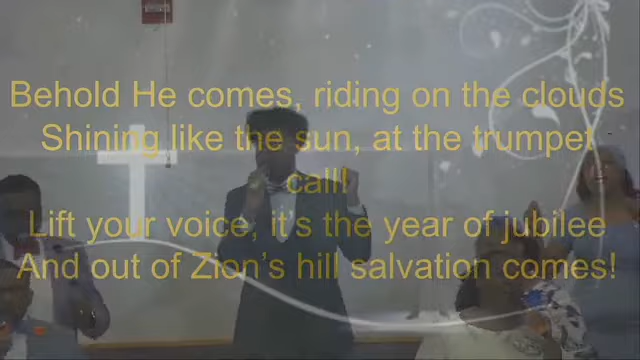 Behold He comes, riding on the clouds
Shining like the sun, at the trumpet
call!
Lift your voice, it's the year of jubilee
And out of Zion's hill salvation comes!